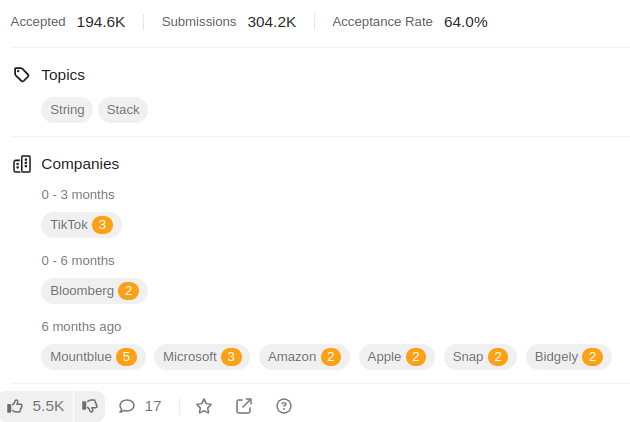 Accepted 194.6K Submissions 304.2K Acceptance Rate 64.0%
Topics
String Stack
Companies
0 - 3 months
TikTok 3
0 - 6 months
Bloomberg 2
6 months ago
Mountblue 5 Microsoft 3 Amazon 2 Apple 2 Snap 2 Bidgely 2
5.5K 17